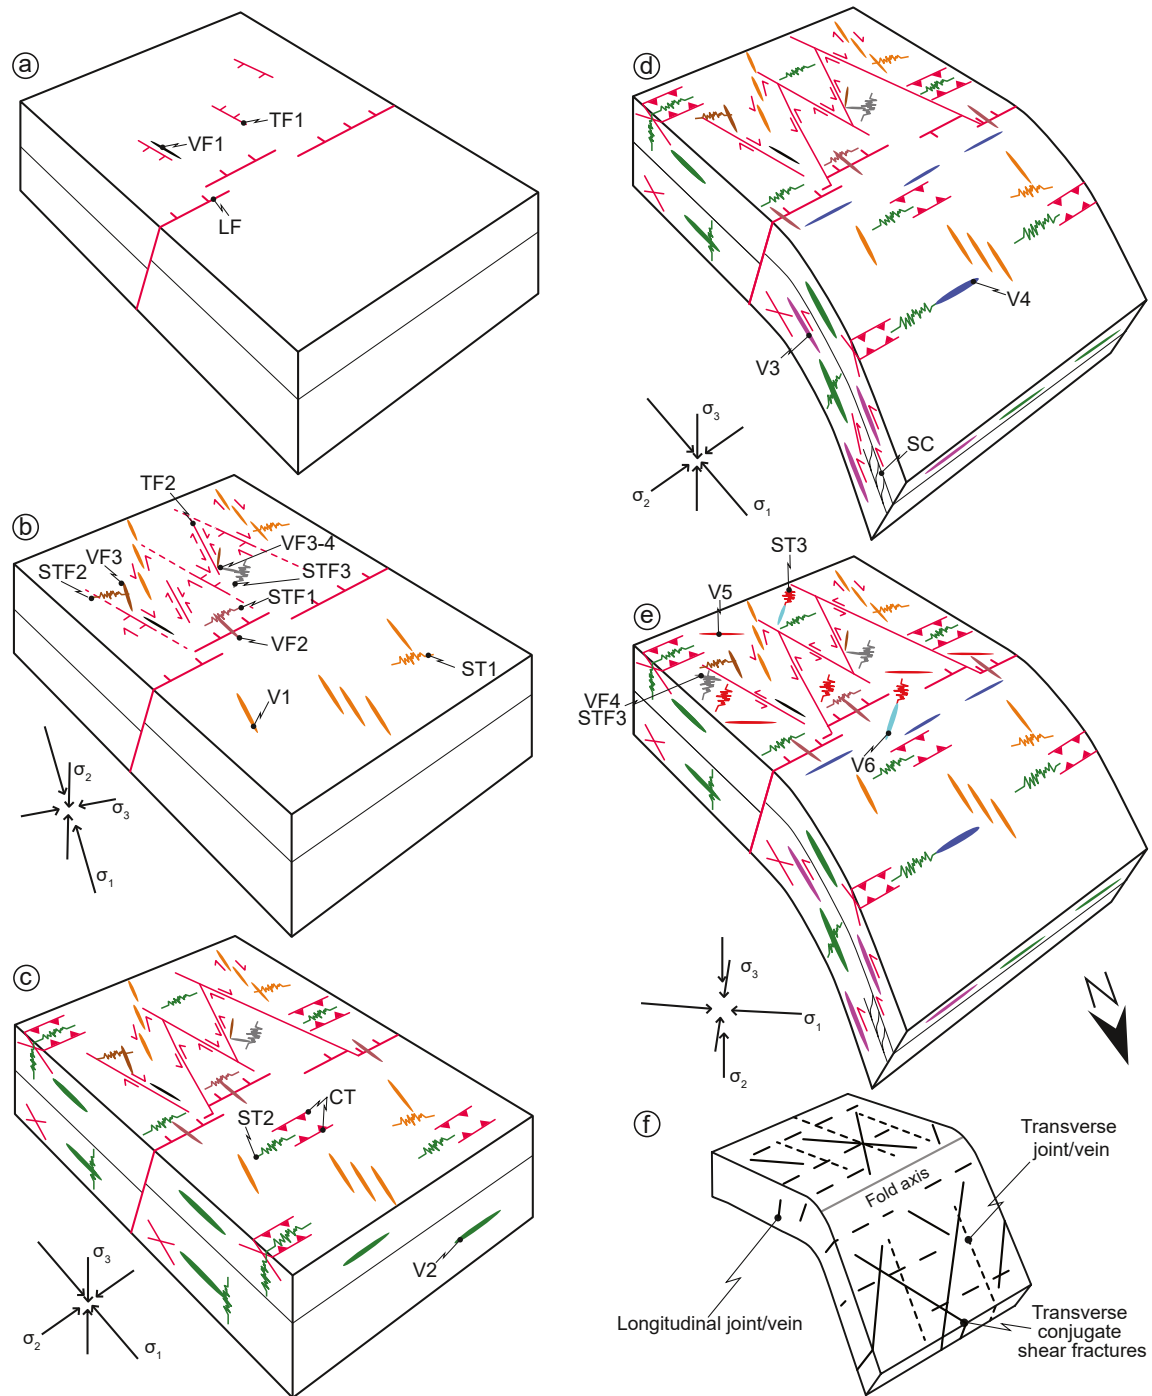 a
TF1
VF1
LF
b
TF2
VF3
STF2
VF3-4
STF3
STF1
VF2
ST1
V1
σ2
σ3
σ1
c
CT
ST2
V2
σ3
σ2
σ1
d
V4
V3
SC
σ3
σ2
σ1
e
ST3
V5
VF4
STF3
V6
σ3
σ1
σ2
N
f
Transverse
joint/vein
Fold axis
Longitudinal joint/vein
Transverse
conjugate
shear fractures